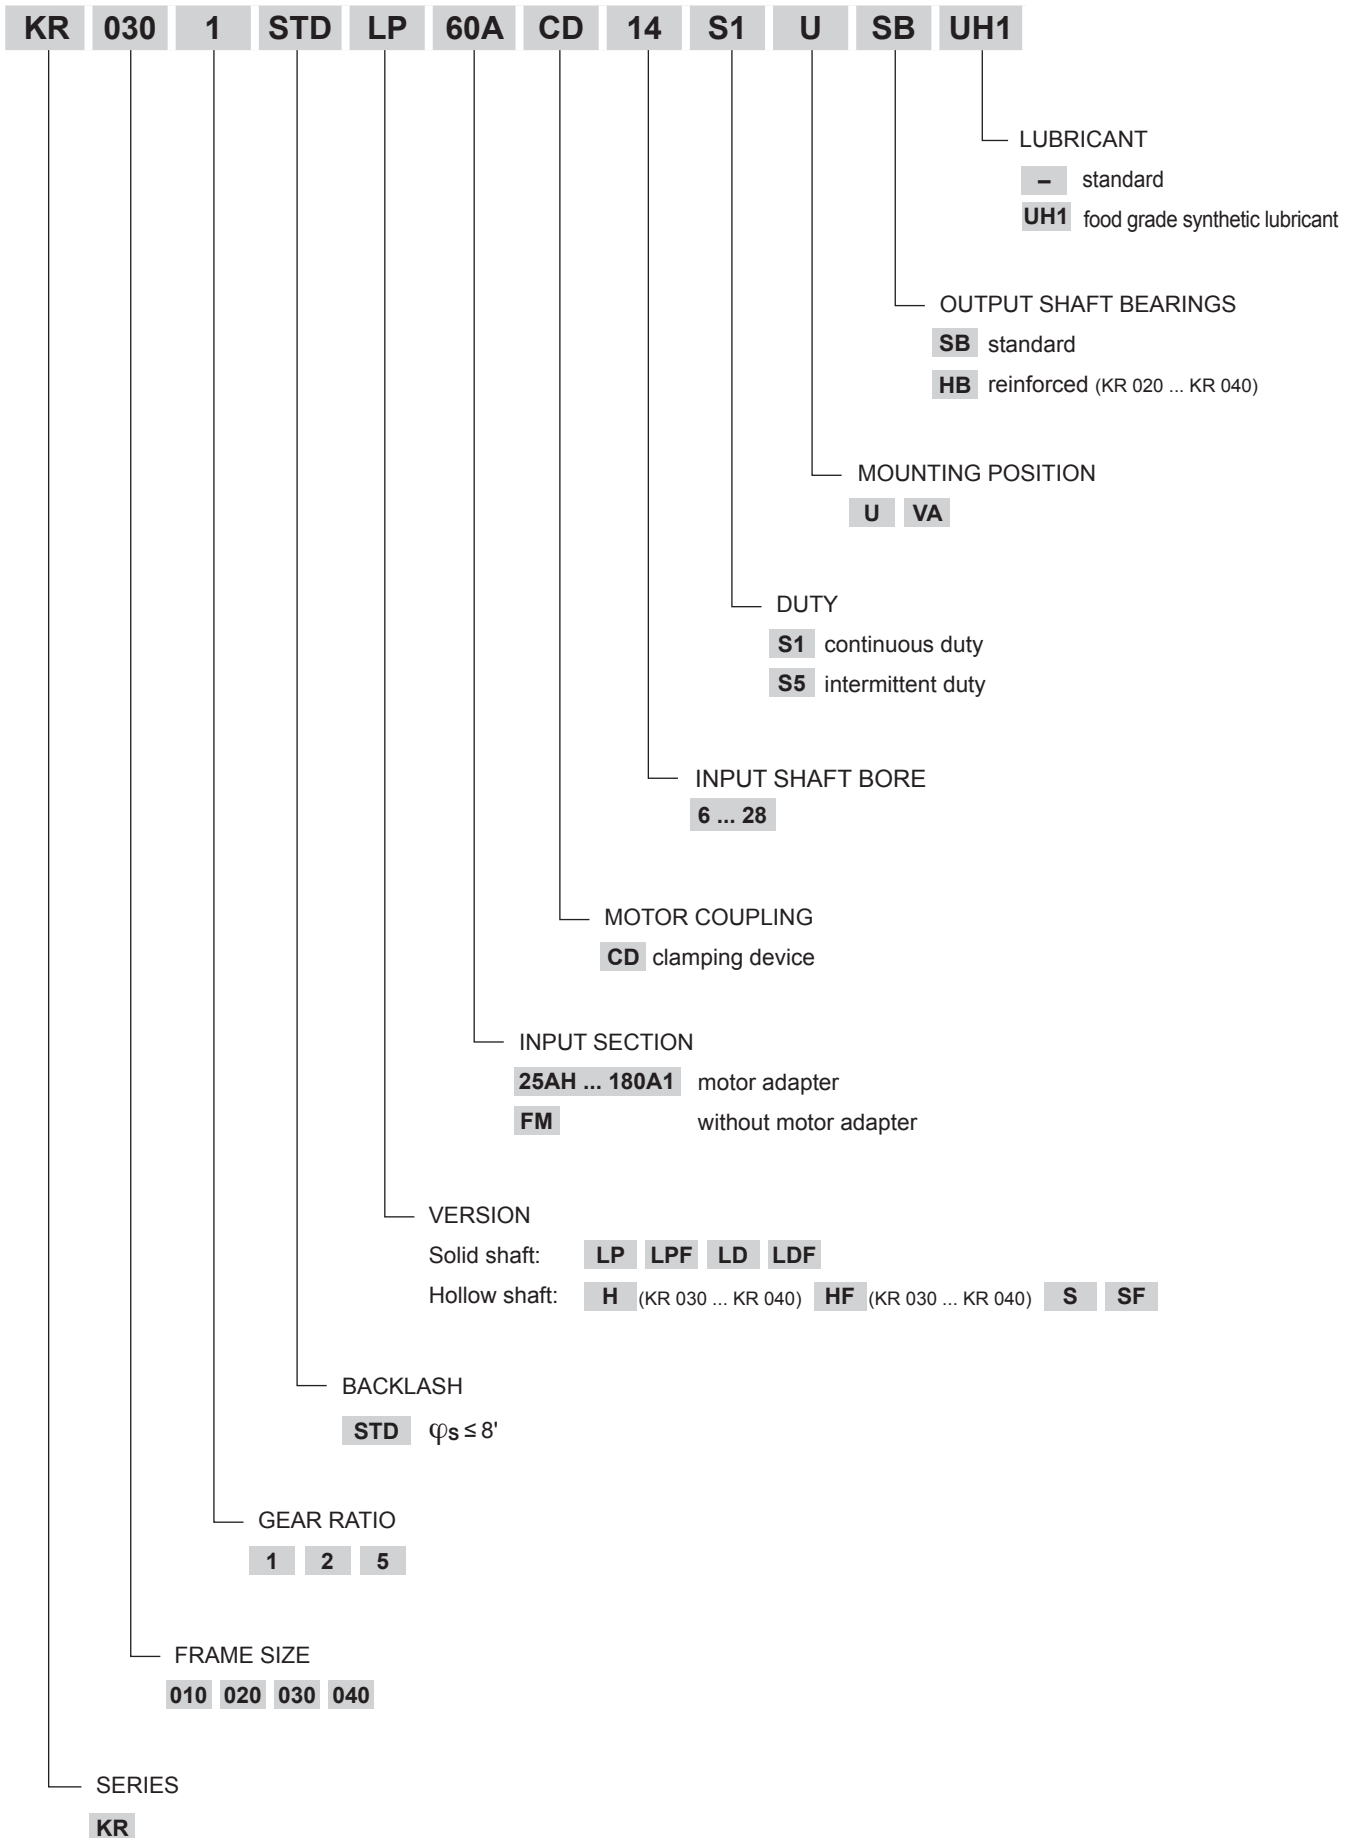 KR 030 1 STD LP 60A CD 14 S1 U SB UH1
LUBRICANT
– standard
UH1 food grade synthetic lubricant
OUTPUT SHAFT BEARINGS
SB standard
HB reinforced (KR 020 ... KR 040)
MOUNTING POSITION
U VA
DUTY
S1 continuous duty
S5 intermittent duty
INPUT SHAFT BORE
6 ... 28
MOTOR COUPLING
CD clamping device
INPUT SECTION
25AH ... 180A1 motor adapter
FM without motor adapter
VERSION
Solid shaft: LP LPF LD LDF
Hollow shaft: H (KR 030 ... KR 040) HF (KR 030 ... KR 040) S SF
BACKLASH
STD φs ≤ 8'
GEAR RATIO
1 2 5
FRAME SIZE
010 020 030 040
SERIES
KR